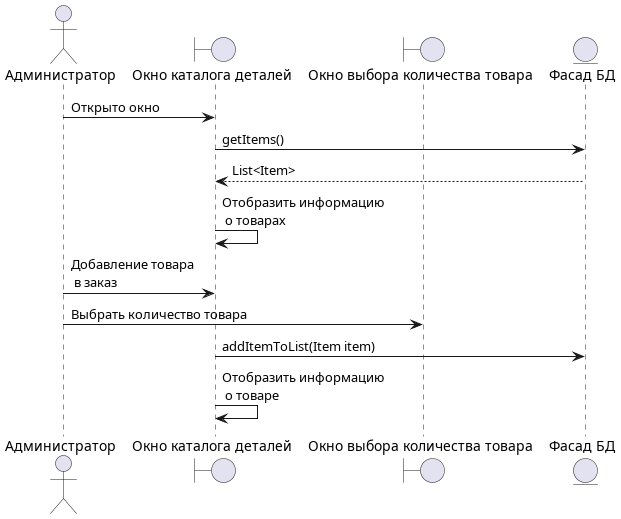 Администратор
Окно каталога деталей
Окно выбора количества товара
Фасад БД
Открыто окно
getItems()
List<Item>
Отобразить информацию
о товарах
Добавление товара
в заказ
Выбрать количество товара
addItemToList(Item item)
Отобразить информацию
о товаре
Администратор
Окно каталога деталей
Окно выбора количества товара
Фасад БД